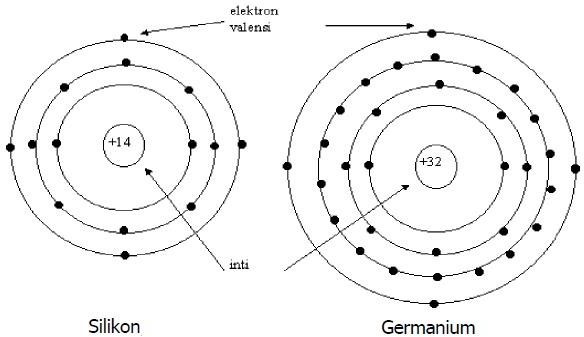 elektron
valensi
+14
+32
inti
Silikon
Germanium